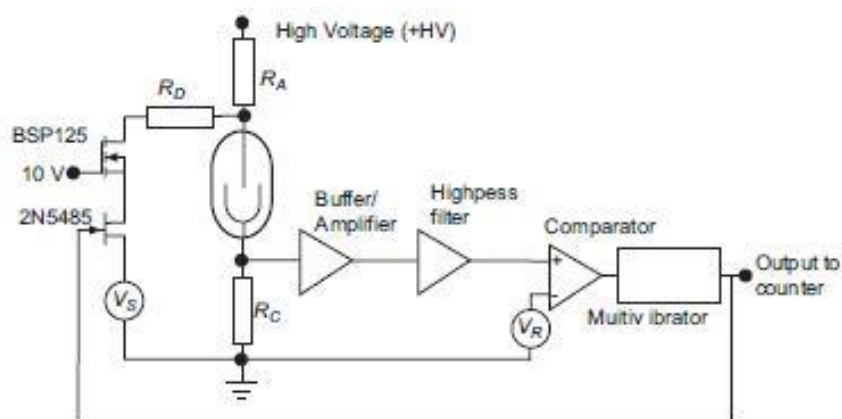 High Voltage (+HV)
R_D
R_A
BSP125
10 V
2N5485
Buffer/
Amplifier
Highpess
filter
Comparator
+
-
Output to
counter
V_S
R_C
V_R
Multiv ibrator